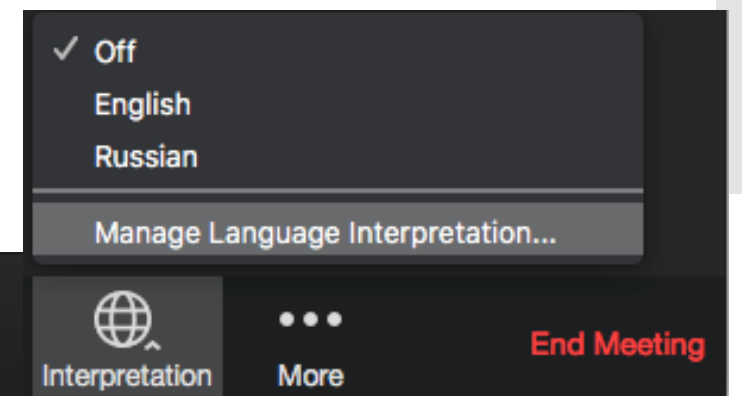 Off
English
Russian
Manage Language Interpretation...
Interpretation
More
End Meeting